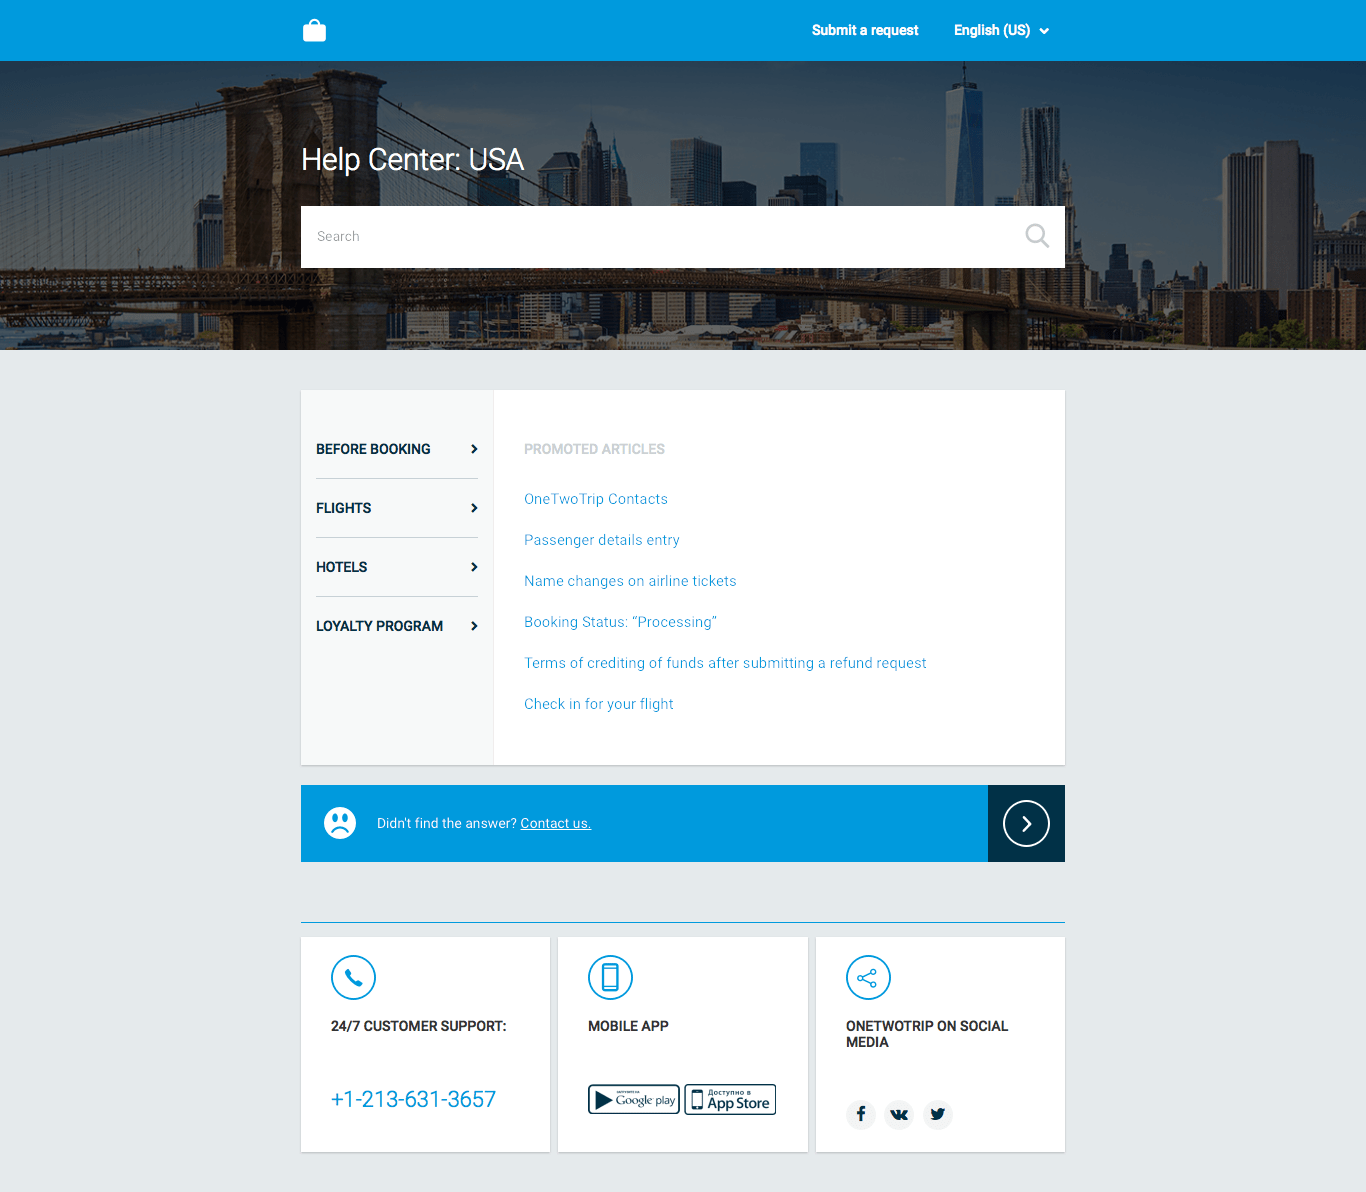 Submit a request
English (US)
Help Center: USA
Search
BEFORE BOOKING
FLIGHTS
HOTELS
LOYALTY PROGRAM
PROMOTED ARTICLES
OneTwoTrip Contacts
Passenger details entry
Name changes on airline tickets
Booking Status: “Processing”
Terms of crediting of funds after submitting a refund request
Check in for your flight
Didn't find the answer? Contact us.
24/7 CUSTOMER SUPPORT:
+1-213-631-3657
MOBILE APP
Google play
Доступно в
App Store
ONETWOTRIP ON SOCIAL
MEDIA